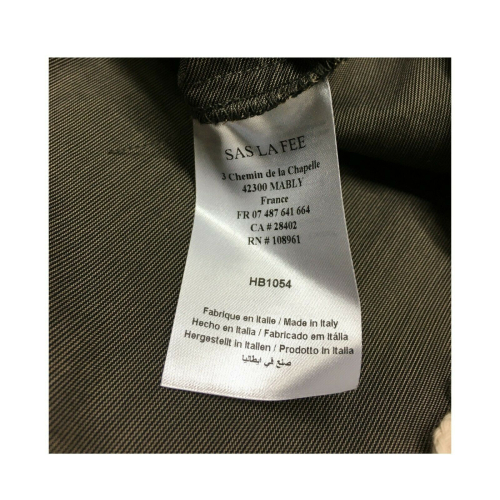 SAS LA FEE
3 Chemin de la Chapelle
42300 MABLY
France
FR 07 487 641 664
CA # 28402
RN # 108961
HB1054
Fabrique en Italie / Made in Italy
Hecho en Italia / Fabricado em Itália
Hergestellt in Italien / Prodotto in Italia
صنع في ايطاليا